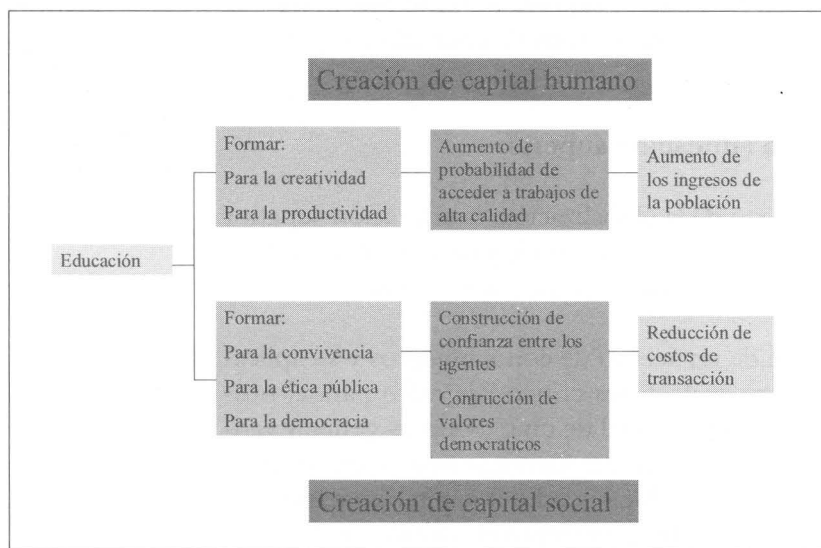 Creación de capital humano
Formar:
Para la creatividad
Para la productividad
Aumento de
probabilidad de
acceder a trabajos de
alta calidad
Aumento de
los ingresos de
la población
Educación
Formar:
Para la convivencia
Para la ética pública
Para la democracia
Construcción de
confianza entre los
agentes
Contrucción de
valores
democraticos
Reducción de
costos de
transacción
Creación de capital social